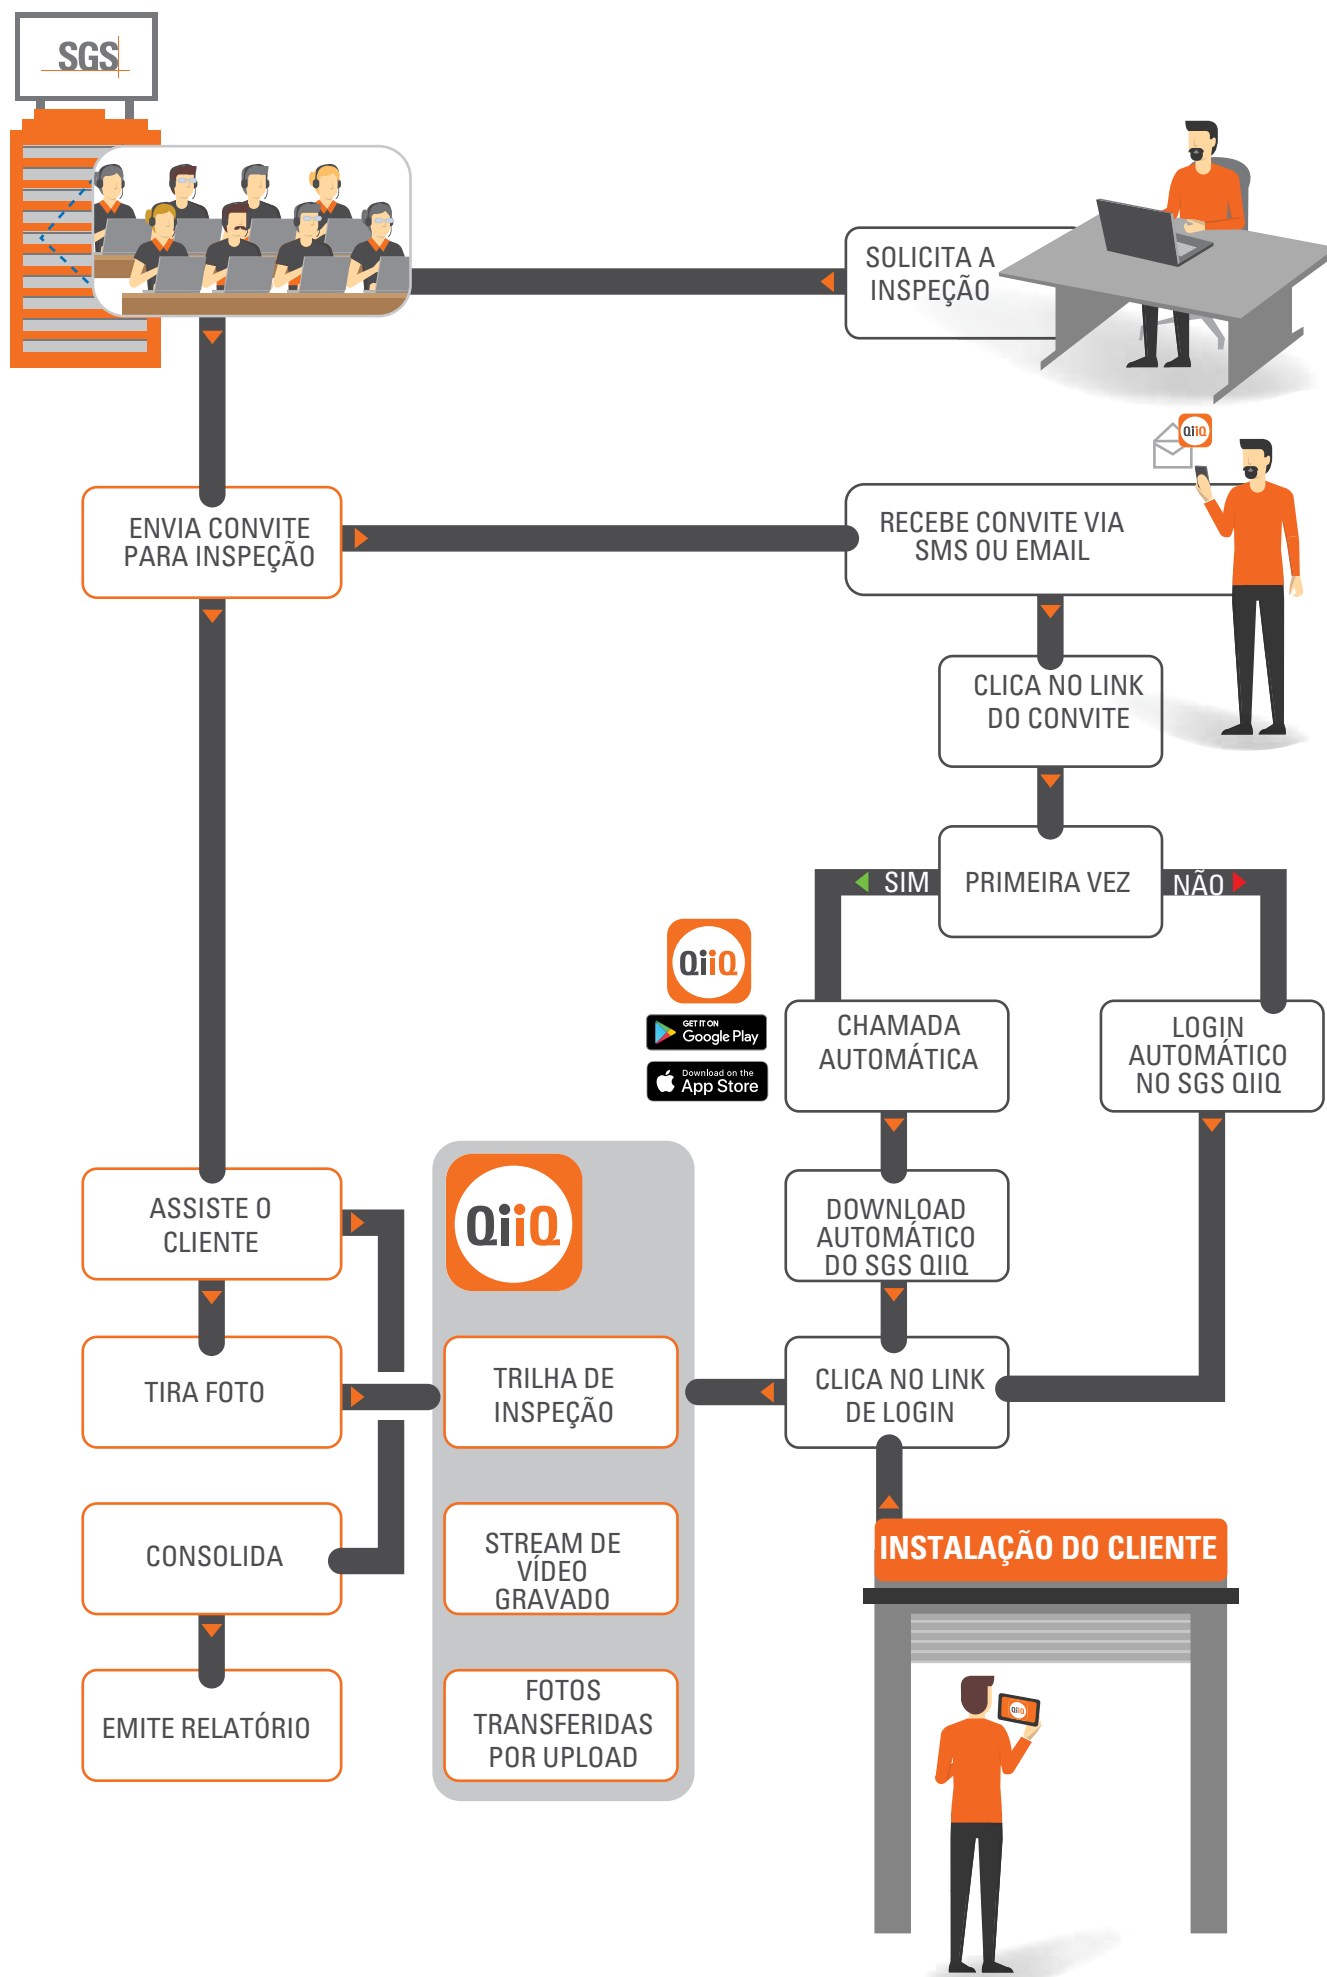 SGS
SOLICITA A
INSPEÇÃO
QiiQ
ENVIA CONVITE
PARA INSPEÇÃO
RECEBE CONVITE VIA
SMS OU EMAIL
CLICA NO LINK
DO CONVITE
SIM
PRIMEIRA VEZ
NÃO
QiiQ
GET IT ON
Google Play
Download on the
App Store
CHAMADA
AUTOMÁTICA
LOGIN
AUTOMÁTICO
NO SGS QIIQ
ASSISTE O
CLIENTE
QiiQ
DOWNLOAD
AUTOMÁTICO
DO SGS QIIQ
TIRA FOTO
TRILHA DE
INSPEÇÃO
CLICA NO LINK
DE LOGIN
CONSOLIDA
STREAM DE
VÍDEO
GRAVADO
INSTALAÇÃO DO CLIENTE
EMITE RELATÓRIO
FOTOS
TRANSFERIDAS
POR UPLOAD
QiiQ